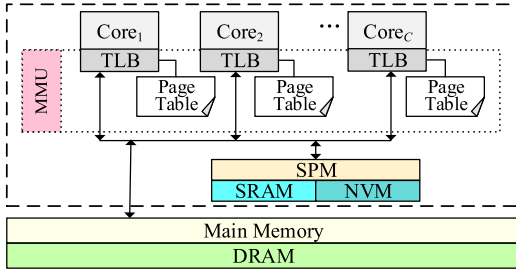 Core1 Core2 ... CoreC
TLB TLB TLB
MMU
Page Table
Page Table
Page Table
SPM
SRAM NVM
Main Memory
DRAM